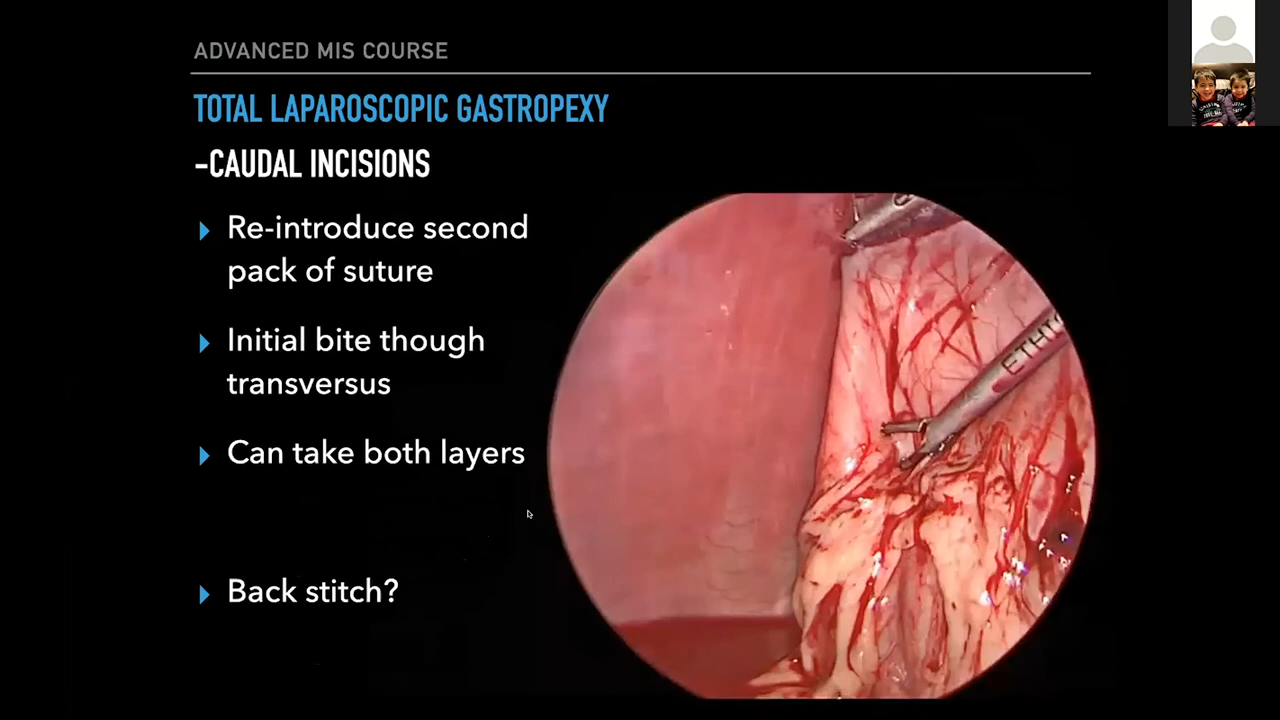 ADVANCED MIS COURSE
TOTAL LAPAROSCOPIC GASTROPEXY
-CAUDAL INCISIONS
Re-introduce second
pack of suture
Initial bite though
transversus
Can take both layers
Back stitch?